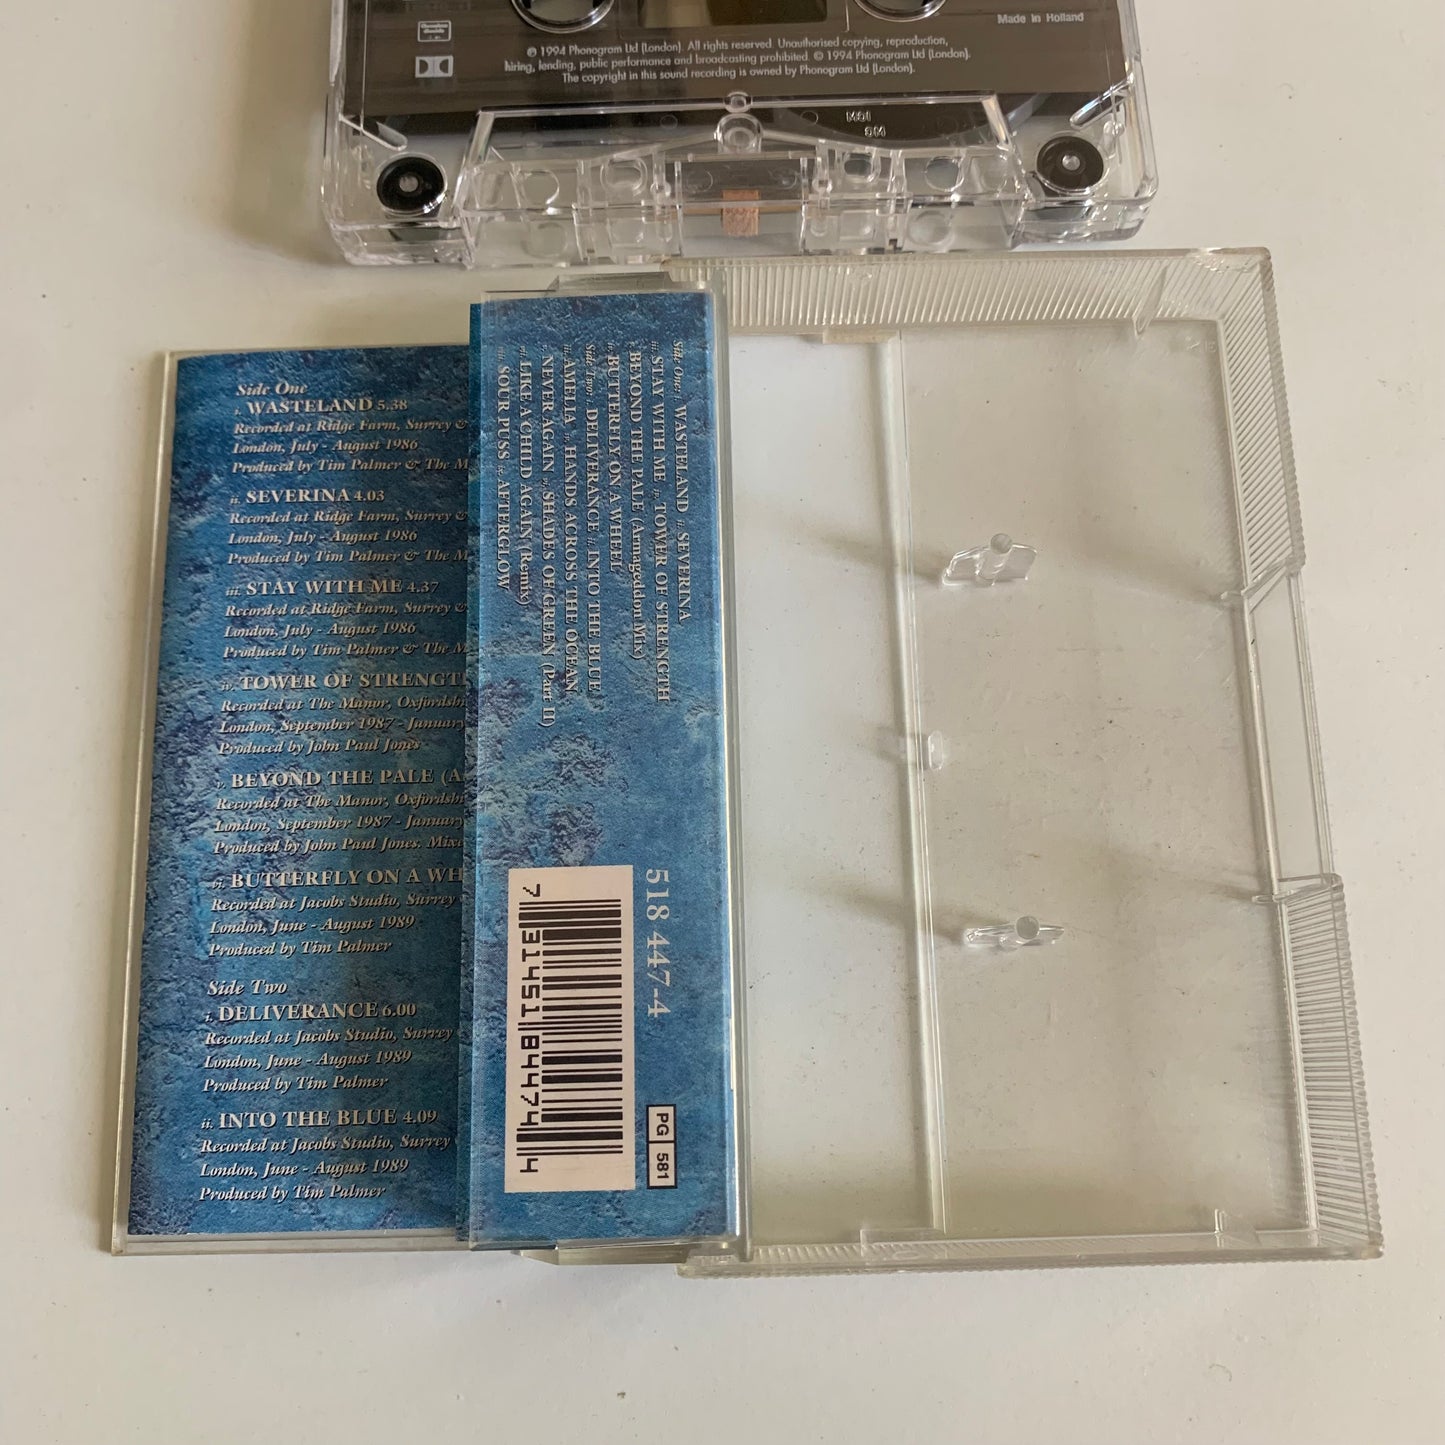 Chromium dioxide
Made in Holland
℗ 1994 Phonogram Ltd (London). All rights reserved. Unauthorised copying, reproduction,
hiring, lending, public performance and broadcasting prohibited. © 1994 Phonogram Ltd (London).
The copyright in this sound recording is owned by Phonogram Ltd (London).
Side One
i. WASTELAND 5.38
Recorded at Ridge Farm, Surrey &
London, July - August 1986
Produced by Tim Palmer & The M
ii. SEVERINA 4.03
Recorded at Ridge Farm, Surrey &
London, July - August 1986
Produced by Tim Palmer & The M
iii. STAY WITH ME 4.37
Recorded at Ridge Farm, Surrey &
London, July - August 1986
Produced by Tim Palmer & The M
iv. TOWER OF STRENGT
Recorded at The Manor, Oxfordshi
London, September 1987 - January
Produced by John Paul Jones
v. BEYOND THE PALE (A
Recorded at The Manor, Oxfordshi
London, September 1987 - January
Produced by John Paul Jones. Mixe
vi. BUTTERFLY ON A WH
Recorded at Jacobs Studio, Surrey
London, June - August 1989
Produced by Tim Palmer
Side Two
i. DELIVERANCE 6.00
Recorded at Jacobs Studio, Surrey
London, June - August 1989
Produced by Tim Palmer
ii. INTO THE BLUE 4.09
Recorded at Jacobs Studio, Surrey
London, June - August 1989
Produced by Tim Palmer
Side One: i. WASTELAND ii. SEVERINA
iii. STAY WITH ME iv. TOWER OF STRENGTH
v. BEYOND THE PALE (Armageddon Mix)
vi. BUTTERFLY ON A WHEEL
Side Two: i. DELIVERANCE ii. INTO THE BLUE
iii. AMELIA iv. HANDS ACROSS THE OCEAN
v. NEVER AGAIN vi. SHADES OF GREEN (Part II)
vii. LIKE A CHILD AGAIN (Remix)
viii. SOUR PUSS ix. AFTERGLOW
518 447-4
7 31451 84474 4
PG 581